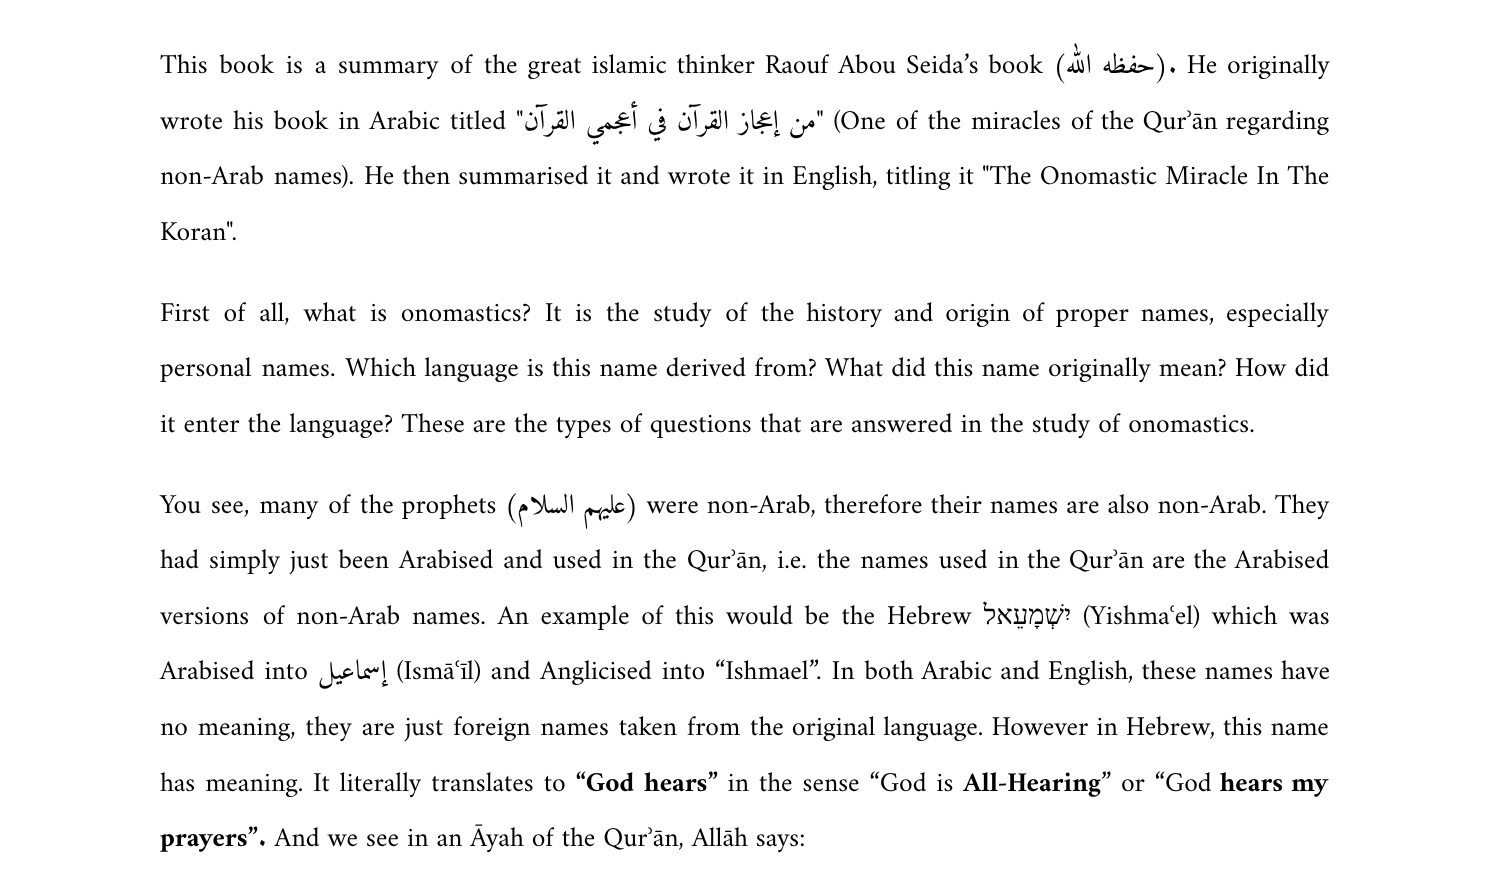 This book is a summary of the great islamic thinker Raouf Abou Seida’s book (حفظه الله). He originally
wrote his book in Arabic titled "من إعجاز القرآن في أعجمي القرآن" (One of the miracles of the Qurʾān regarding
non-Arab names). He then summarised it and wrote it in English, titling it "The Onomastic Miracle In The
Koran".
First of all, what is onomastics? It is the study of the history and origin of proper names, especially
personal names. Which language is this name derived from? What did this name originally mean? How did
it enter the language? These are the types of questions that are answered in the study of onomastics.
You see, many of the prophets (عليهم السلام) were non-Arab, therefore their names are also non-Arab. They
had simply just been Arabised and used in the Qurʾān, i.e. the names used in the Qurʾān are the Arabised
versions of non-Arab names. An example of this would be the Hebrew יִשְׁמָעֵאל (Yishmaʿel) which was
Arabised into إسماعيل (Ismāʿīl) and Anglicised into “Ishmael”. In both Arabic and English, these names have
no meaning, they are just foreign names taken from the original language. However in Hebrew, this name
has meaning. It literally translates to “God hears” in the sense “God is All-Hearing” or “God hears my
prayers”. And we see in an Āyah of the Qurʾān, Allāh says: